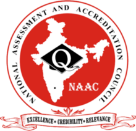 NATIONAL ASSESSMENT AND ACCREDITATION COUNCIL
Q
NAAC
EXCELLENCE • CREDIBILITY • RELEVANCE